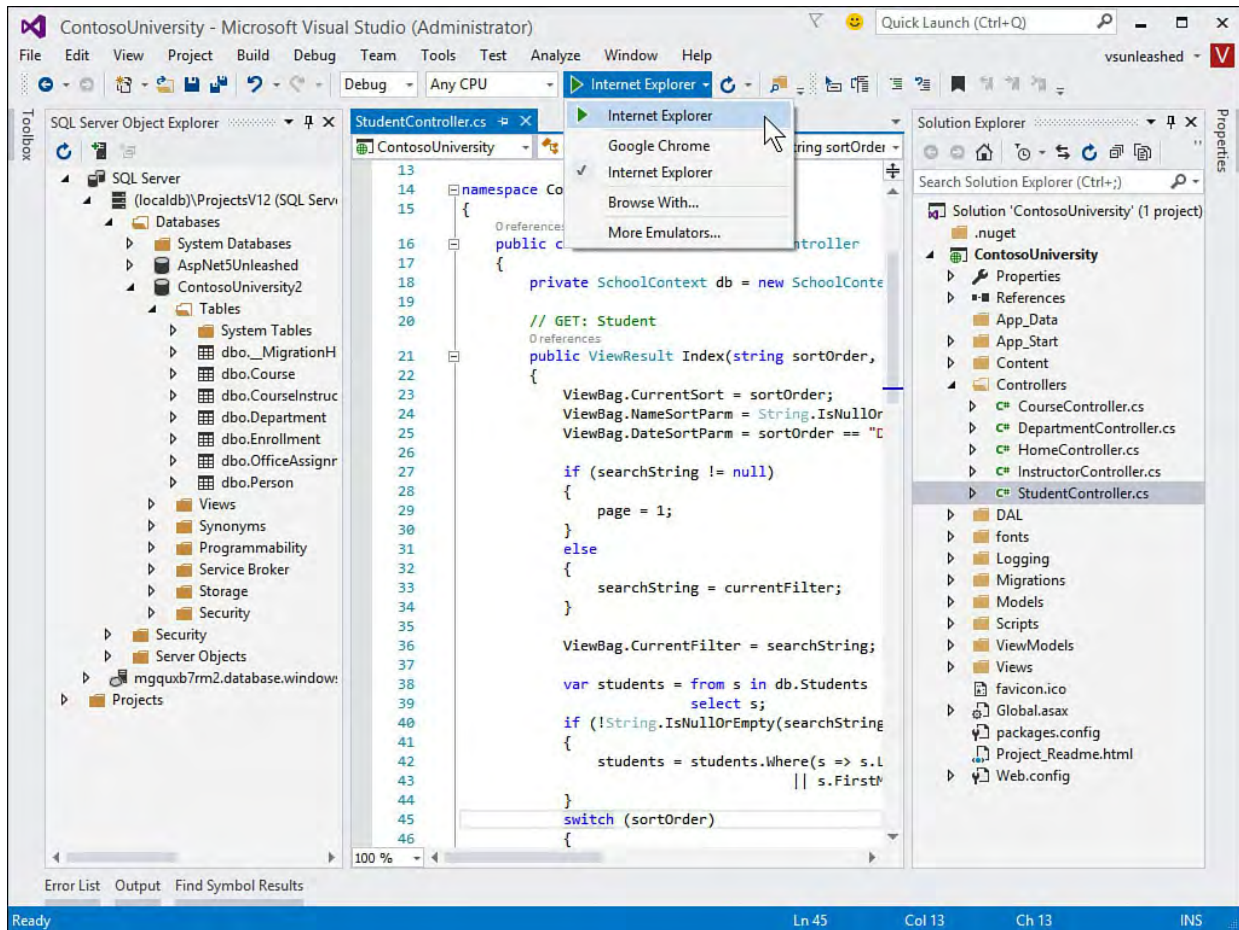 ContosoUniversity - Microsoft Visual Studio (Administrator)
Quick Launch (Ctrl+Q)
File Edit View Project Build Debug Team Tools Test Analyze Window Help
vsunleashed
V
Debug
Any CPU
Internet Explorer
Internet Explorer
Google Chrome
Internet Explorer
Browse With...
More Emulators...
Toolbox
SQL Server Object Explorer
SQL Server
(localdb)\ProjectsV12 (SQL Serv
Databases
System Databases
AspNet5Unleashed
ContosoUniversity2
Tables
System Tables
dbo.__MigrationH
dbo.Course
dbo.CourseInstruc
dbo.Department
dbo.Enrollment
dbo.OfficeAssignr
dbo.Person
Views
Synonyms
Programmability
Service Broker
Storage
Security
Security
Server Objects
mgquxb7rm2.database.window:
Projects
StudentController.cs
ContosoUniversity
tring sortOrder
13
14 namespace Co
15 {
0 references
16 public c ntroller
17 {
18 private SchoolContext db = new SchoolConte
19
20 // GET: Student
0 references
21 public ViewResult Index(string sortOrder,
22 {
23 ViewBag.CurrentSort = sortOrder;
24 ViewBag.NameSortParm = String.IsNullOr
25 ViewBag.DateSortParm = sortOrder == "D
26
27 if (searchString != null)
28 {
29 page = 1;
30 }
31 else
32 {
33 searchString = currentFilter;
34 }
35
36 ViewBag.CurrentFilter = searchString;
37
38 var students = from s in db.Students
39 select s;
40 if (!String.IsNullOrEmpty(searchString
41 {
42 students = students.Where(s => s.L
43 || s.FirstM
44 }
45 switch (sortOrder)
46 {
100 %
Solution Explorer
Search Solution Explorer (Ctrl+;)
Solution 'ContosoUniversity' (1 project)
.nuget
ContosoUniversity
Properties
References
App_Data
App_Start
Content
Controllers
C# CourseController.cs
C# DepartmentController.cs
C# HomeController.cs
C# InstructorController.cs
C# StudentController.cs
DAL
fonts
Logging
Migrations
Models
Scripts
ViewModels
Views
favicon.ico
Global.asax
packages.config
Project_Readme.html
Web.config
Properties
Error List Output Find Symbol Results
Ready Ln 45 Col 13 Ch 13 INS